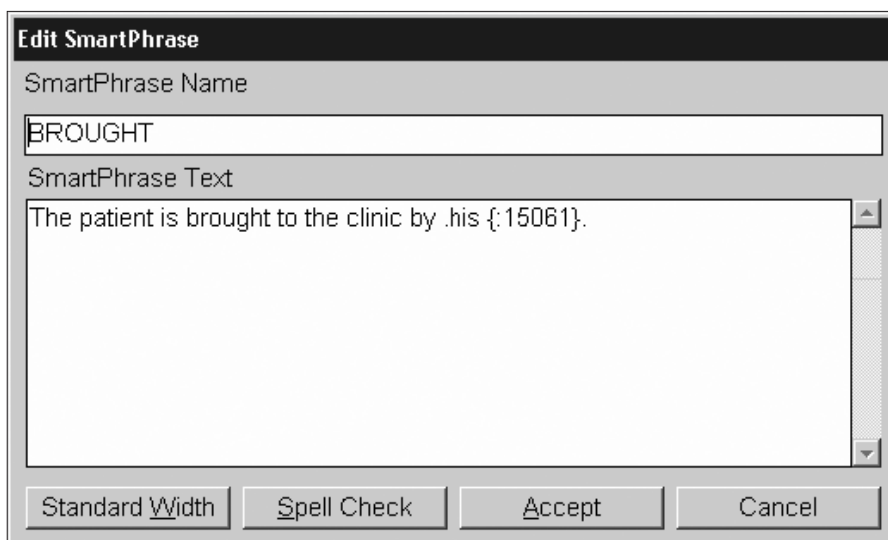 Edit SmartPhrase
SmartPhrase Name
BROUGHT
SmartPhrase Text
The patient is brought to the clinic by .his {:15061}.
Standard Width
Spell Check
Accept
Cancel